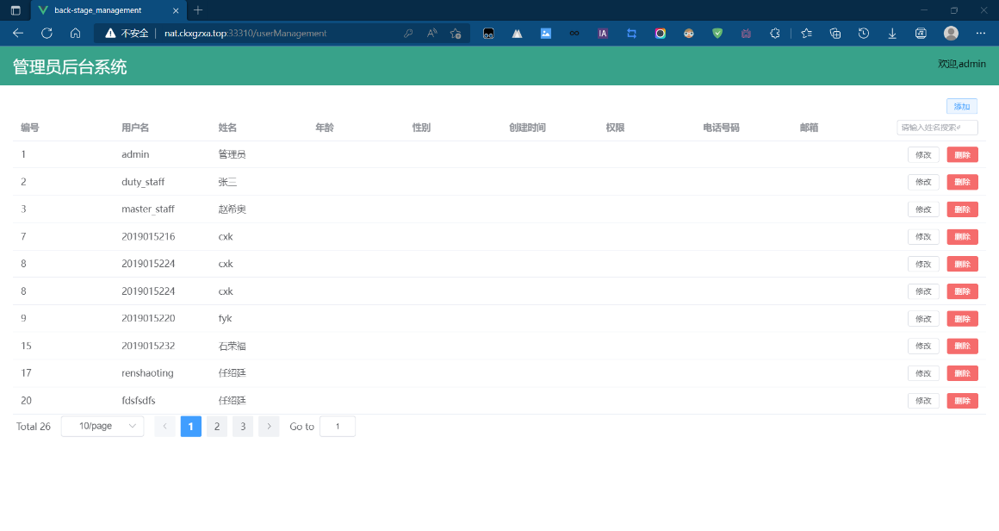 back-stage_management
不安全 nat.ckxgzxa.top:33310/userManagement
管理员后台系统
欢迎,admin
添加
编号 用户名 姓名 年龄 性别 创建时间 权限 电话号码 邮箱 请输入姓名搜索
1 admin 管理员 修改 删除
2 duty_staff 张三 修改 删除
3 master_staff 赵希奥 修改 删除
7 2019015216 cxk 修改 删除
8 2019015224 cxk 修改 删除
8 2019015224 cxk 修改 删除
9 2019015220 fyk 修改 删除
15 2019015232 石荣福 修改 删除
17 renshaoting 任绍廷 修改 删除
20 fdsfsdfs 任绍廷 修改 删除
Total 26 10/page 1 2 3 Go to 1